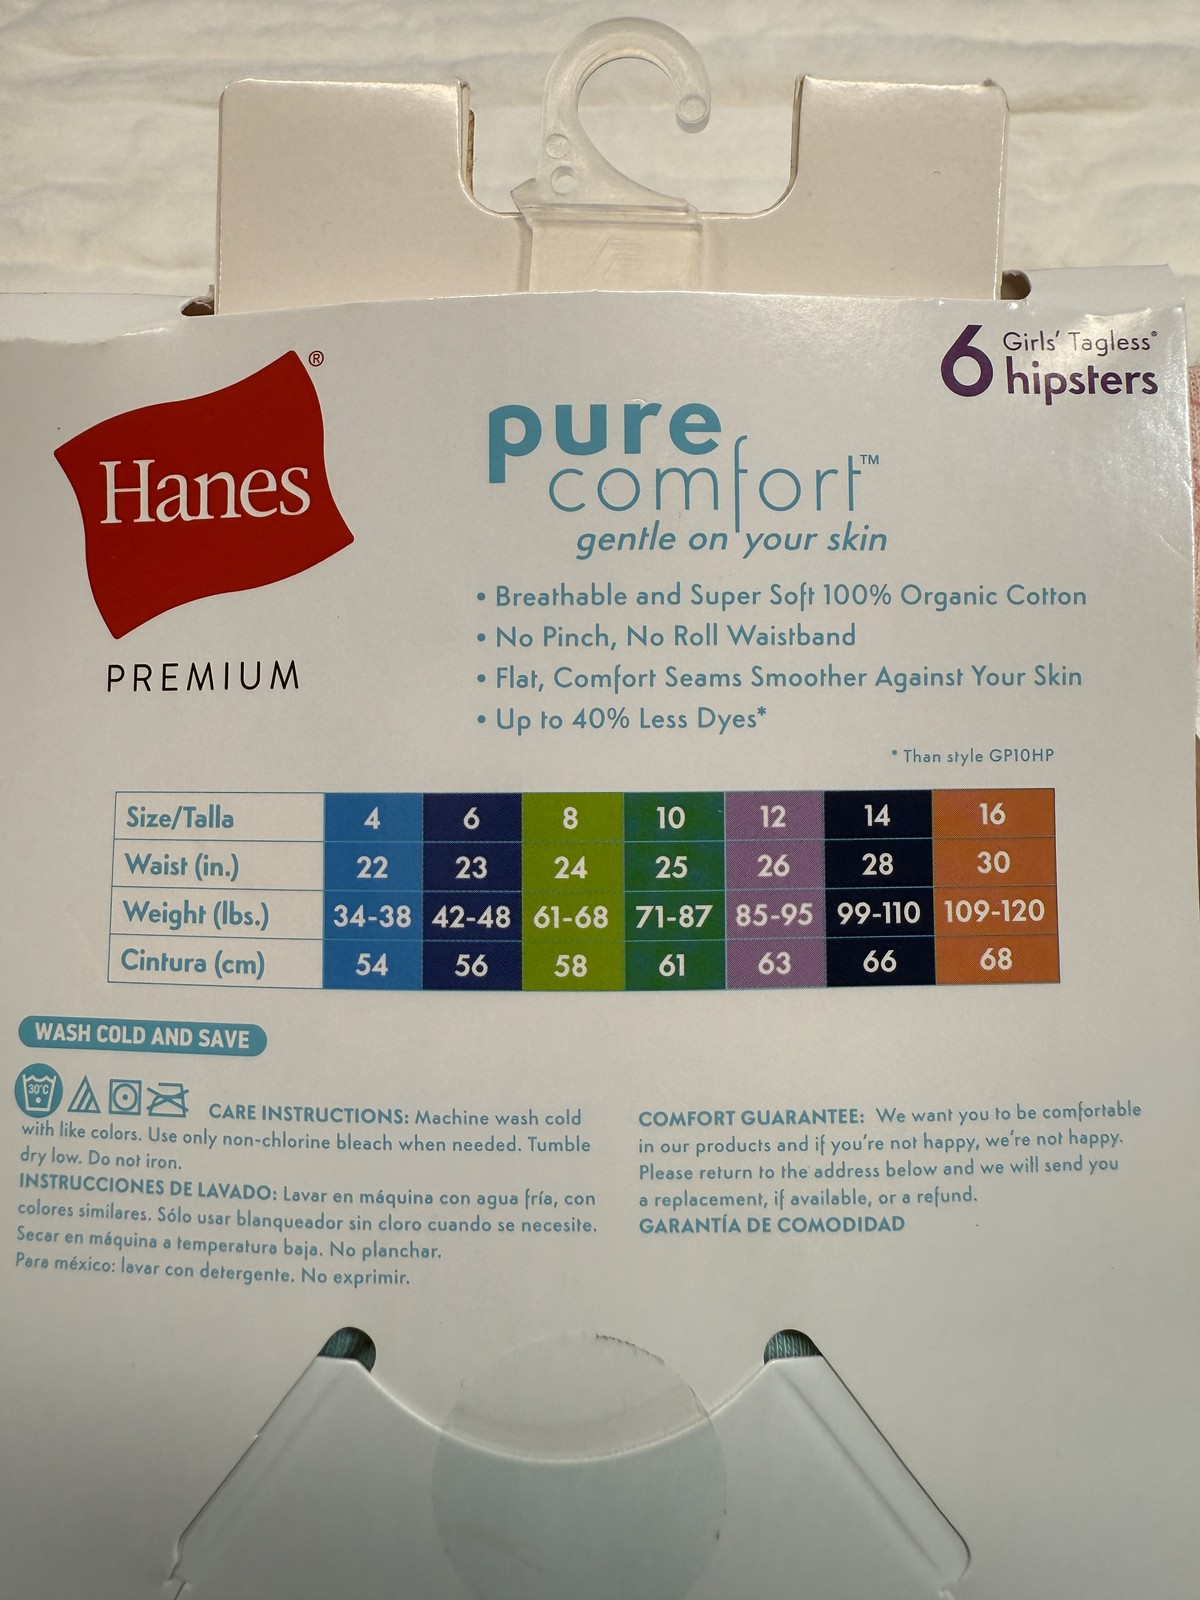 6 Girls' Tagless®
hipsters
Hanes®
PREMIUM
pure
comfort™
gentle on your skin
• Breathable and Super Soft 100% Organic Cotton
• No Pinch, No Roll Waistband
• Flat, Comfort Seams Smoother Against Your Skin
• Up to 40% Less Dyes*
* Than style GP10HP
Size/Talla 4 6 8 10 12 14 16
Waist (in.) 22 23 24 25 26 28 30
Weight (lbs.) 34-38 42-48 61-68 71-87 85-95 99-110 109-120
Cintura (cm) 54 56 58 61 63 66 68
WASH COLD AND SAVE
30°C
CARE INSTRUCTIONS: Machine wash cold
with like colors. Use only non-chlorine bleach when needed. Tumble
dry low. Do not iron.
INSTRUCCIONES DE LAVADO: Lavar en máquina con agua fría, con
colores similares. Sólo usar blanqueador sin cloro cuando se necesite.
Secar en máquina a temperatura baja. No planchar.
Para méxico: lavar con detergente. No exprimir.
COMFORT GUARANTEE: We want you to be comfortable
in our products and if you're not happy, we're not happy.
Please return to the address below and we will send you
a replacement, if available, or a refund.
GARANTÍA DE COMODIDAD